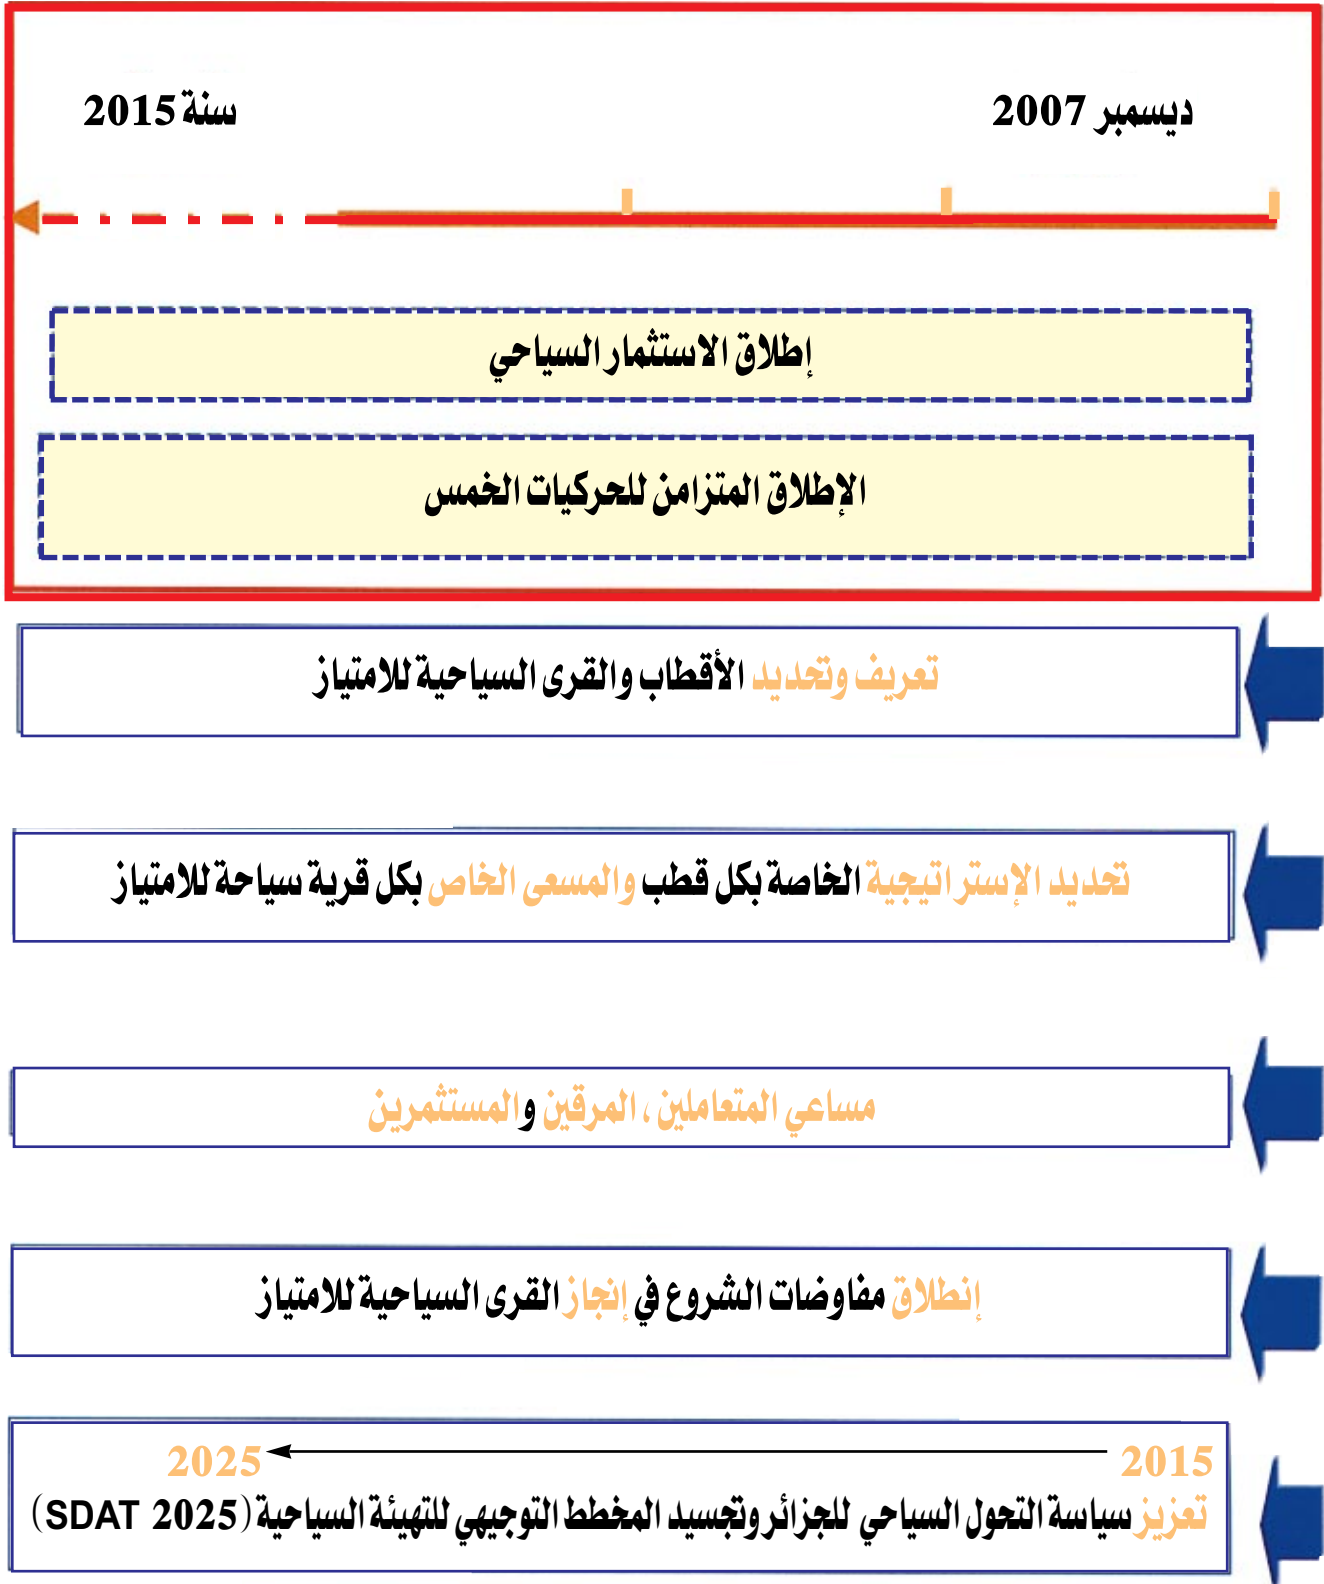 ديسمبر 2007
سنة 2015
إطلاق الاستثمار السياحي
الإطلاق المتزامن للحركيات الخمس
تعريف وتحديد الأقطاب والقرى السياحية للامتياز
تحديد الإستراتيجية الخاصة بكل قطب والمسعى الخاص بكل قرية سياحة للامتياز
مساعي المتعاملين ، المرقين والمستثمرين
إنطلاق مفاوضات الشروع في إنجاز القرى السياحية للامتياز
2015
2025
تعزيز سياسة التحول السياحي للجزائر وتجسيد المخطط التوجيهي للتهيئة السياحية (SDAT 2025)